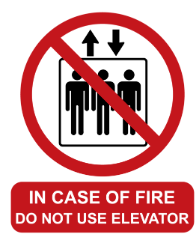 IN CASE OF FIRE
DO NOT USE ELEVATOR